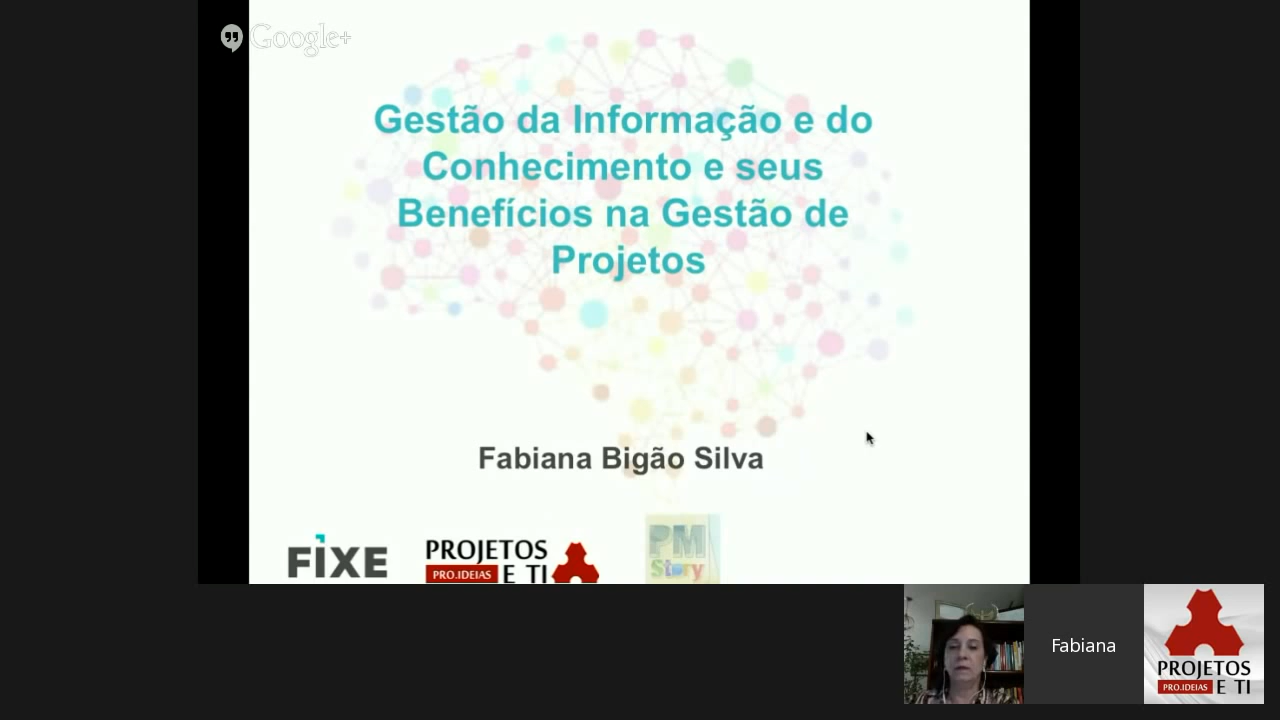 Google+
Gestão da Informação e do
Conhecimento e seus
Benefícios na Gestão de
Projetos
Fabiana Bigão Silva
FIXE
PROJETOS
PRO.IDEIAS E TI
PM
Story
Fabiana
PROJETOS
PRO.IDEIAS E TI